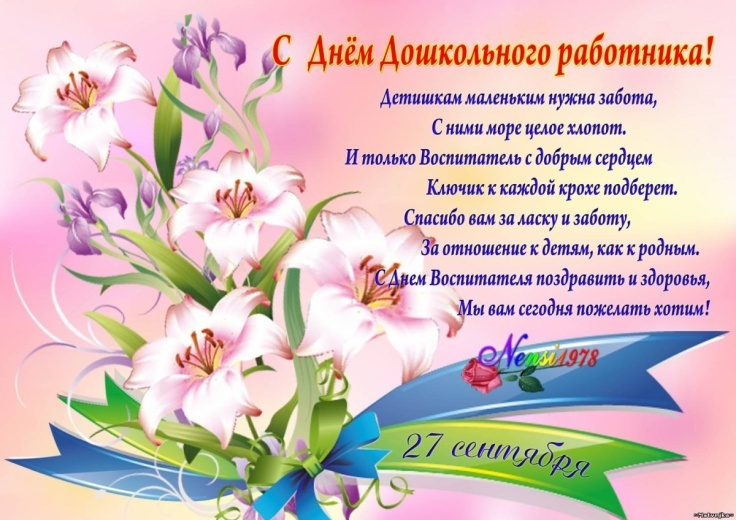 С Днём Дошкольного работника!
Детишкам маленьким нужна забота,
С ними море целое хлопот.
И только Воспитатель с добрым сердцем
Ключик к каждой крохе подберет.
Спасибо вам за ласку и заботу,
За отношение к детям, как к родным.
С Днем Воспитателя поздравить и здоровья,
Мы вам сегодня пожелать хотим!
Nensi1978
27 сентября
~Matvejka~